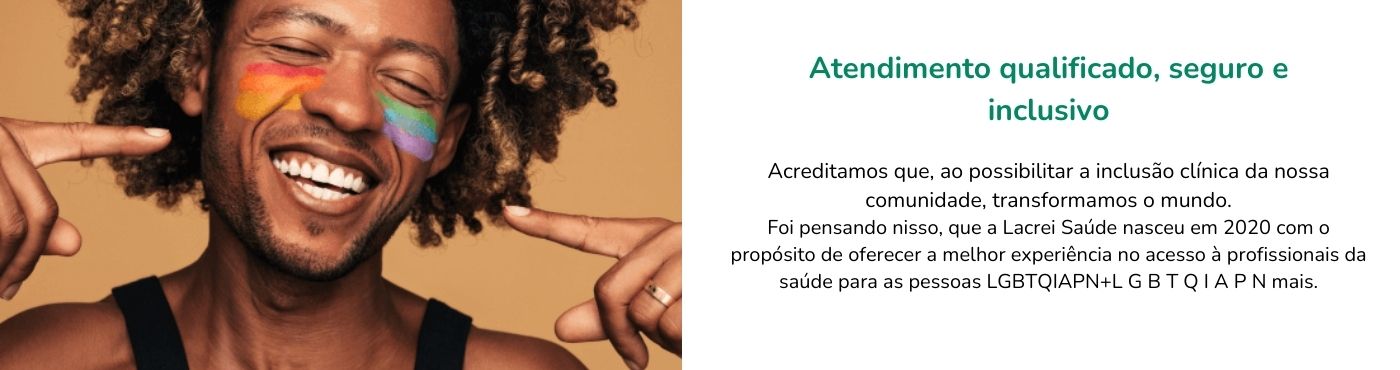 Atendimento qualificado, seguro e
inclusivo
Acreditamos que, ao possibilitar a inclusão clínica da nossa
comunidade, transformamos o mundo.
Foi pensando nisso, que a Lacrei Saúde nasceu em 2020 com o
propósito de oferecer a melhor experiência no acesso à profissionais da
saúde para as pessoas LGBTQIAPN+L G B T Q I A P N mais.